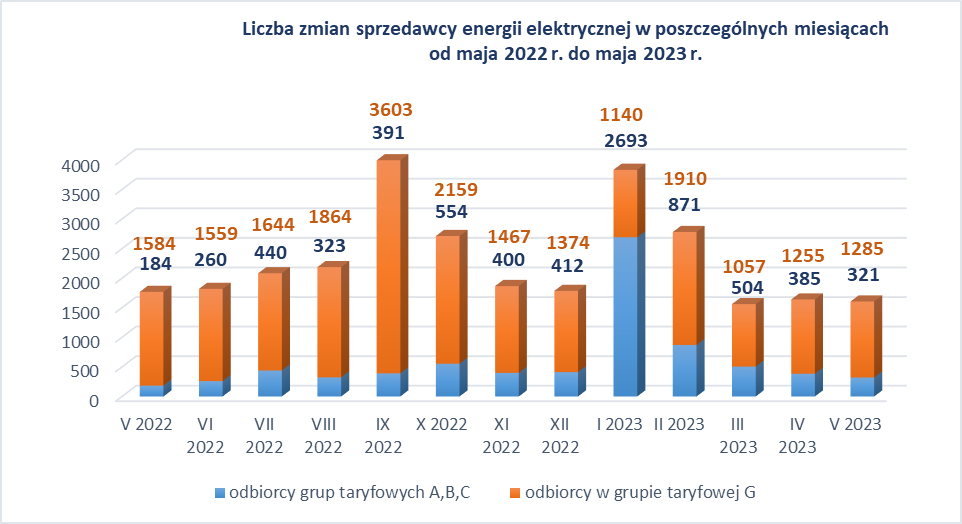 Liczba zmian sprzedawcy energii elektrycznej w poszczególnych miesiącach
od maja 2022 r. do maja 2023 r.
3603
391
1140
2693
4000
3500
3000
2500
2000
1500
1000
500
0
1584
184
1559
260
1644
440
1864
323
2159
554
1467
400
1374
412
1910
871
1057
504
1255
385
1285
321
V 2022
VI
2022
VII
2022
VIII
2022
IX
2022
X 2022
XI
2022
XII
2022
I 2023
II 2023
III
2023
IV
2023
V 2023
odbiorcy grup taryfowych A,B,C
odbiorcy w grupie taryfowej G